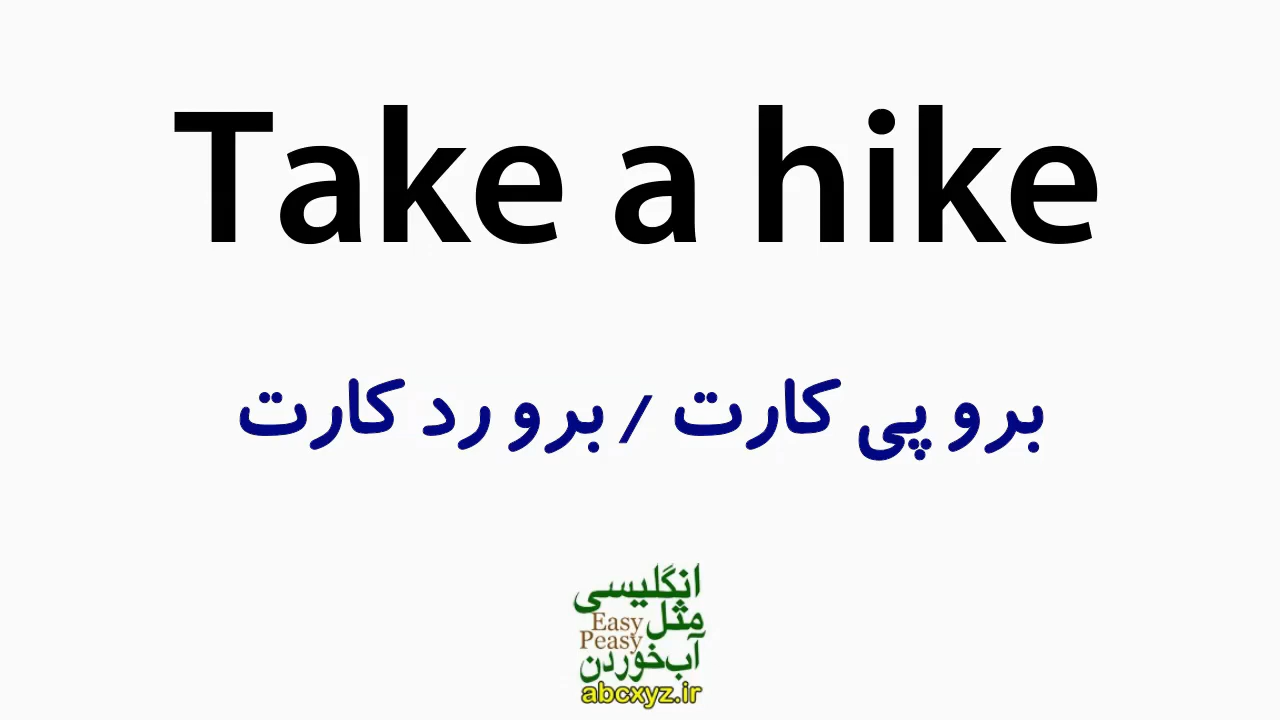 Take a hike
برو پی کارت / برو رد کارت
انگلیسی
مثل
Easy
Peasy
آب‌خوردن
abcxyz.ir